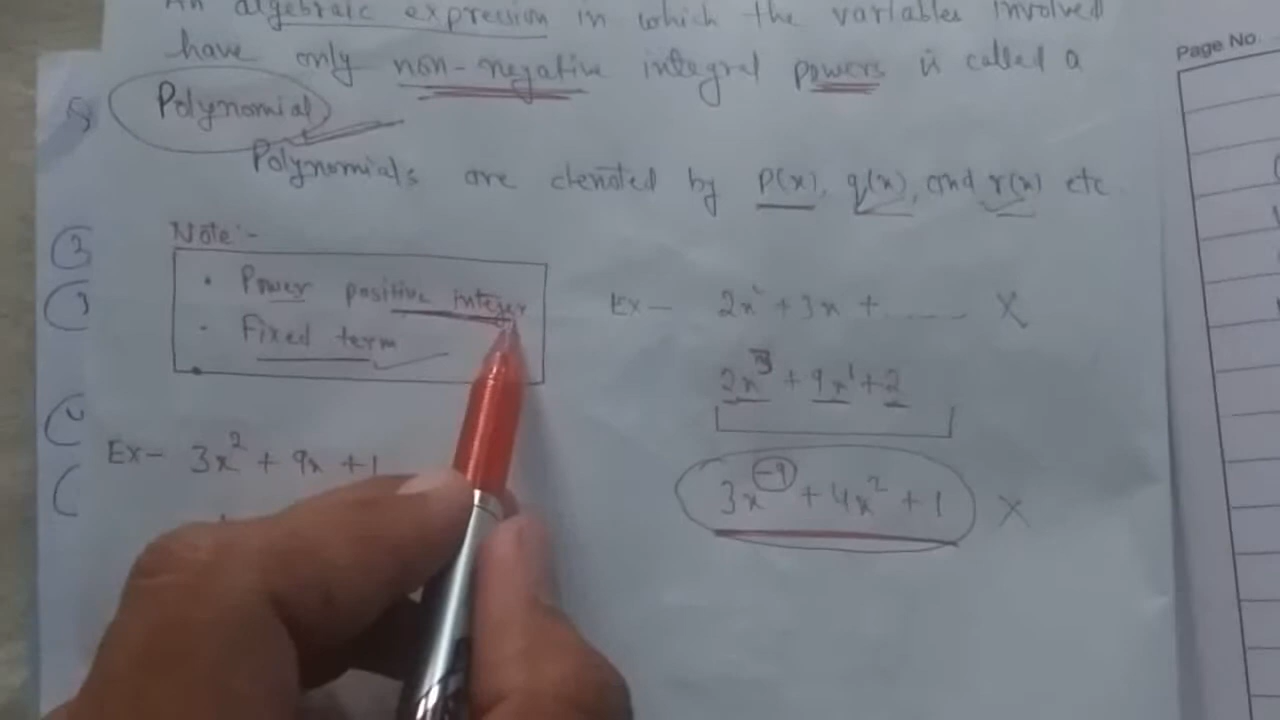 An algebraic expression in which the variables involved
have only non-negative integral powers is called a
Polynomial
Polynomials are denoted by p(x), q(x), and r(x) etc
Note:-
• Power positive integer
• Fixed term
Ex- 3x² + 9x + 1
Ex- 2x² + 3x + ...... X
2x³ + 9x¹ + 2
3x⁻⁹ + 4x² + 1 X
Page No.